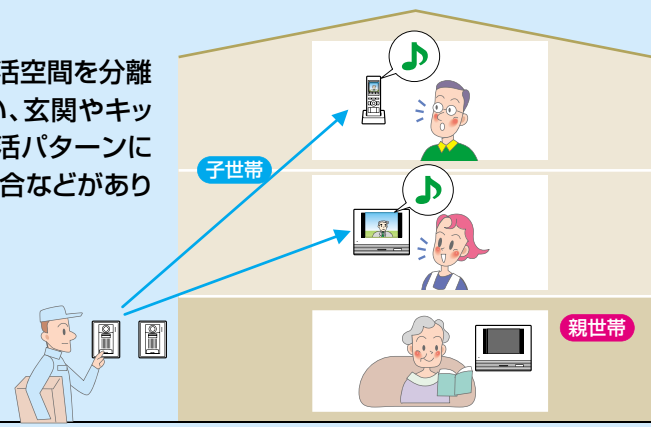 活空間を分離
い、玄関やキッ
活パターンに
合などがあり
子世帯
親世帯